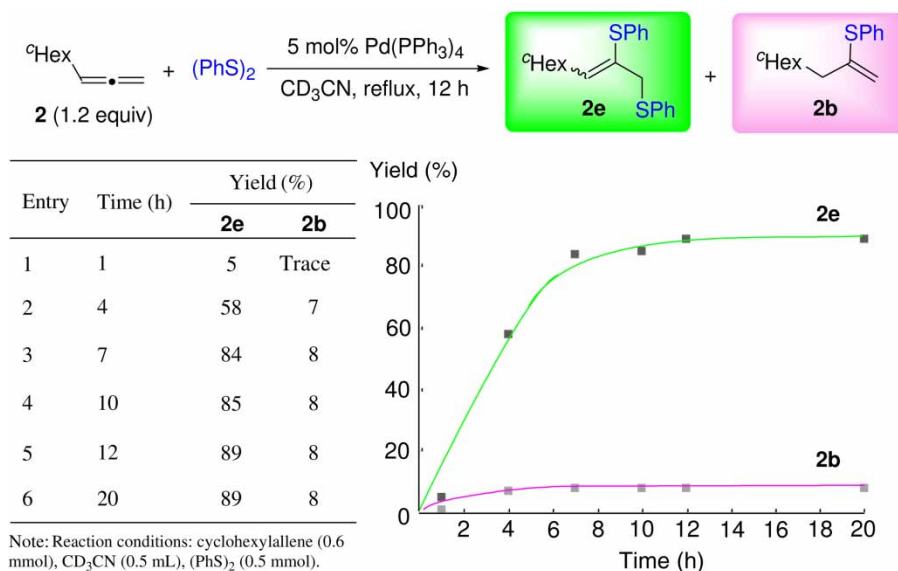 SPh
cHex
+ (PhS)2
5 mol% Pd(PPh3)4
CD3CN, reflux, 12 h
2 (1.2 equiv)
cHex
SPh
2e
+
cHex
SPh
2b
Entry Time (h) Yield (%)
2e 2b
1 1 5 Trace
2 4 58 7
3 7 84 8
4 10 85 8
5 12 89 8
6 20 89 8
Note: Reaction conditions: cyclohexylallene (0.6
mmol), CD3CN (0.5 mL), (PhS)2 (0.5 mmol).
Yield (%)
100
80
60
40
20
0
2 4 6 8 10 12 14 16 18 20
Time (h)
2e
2b